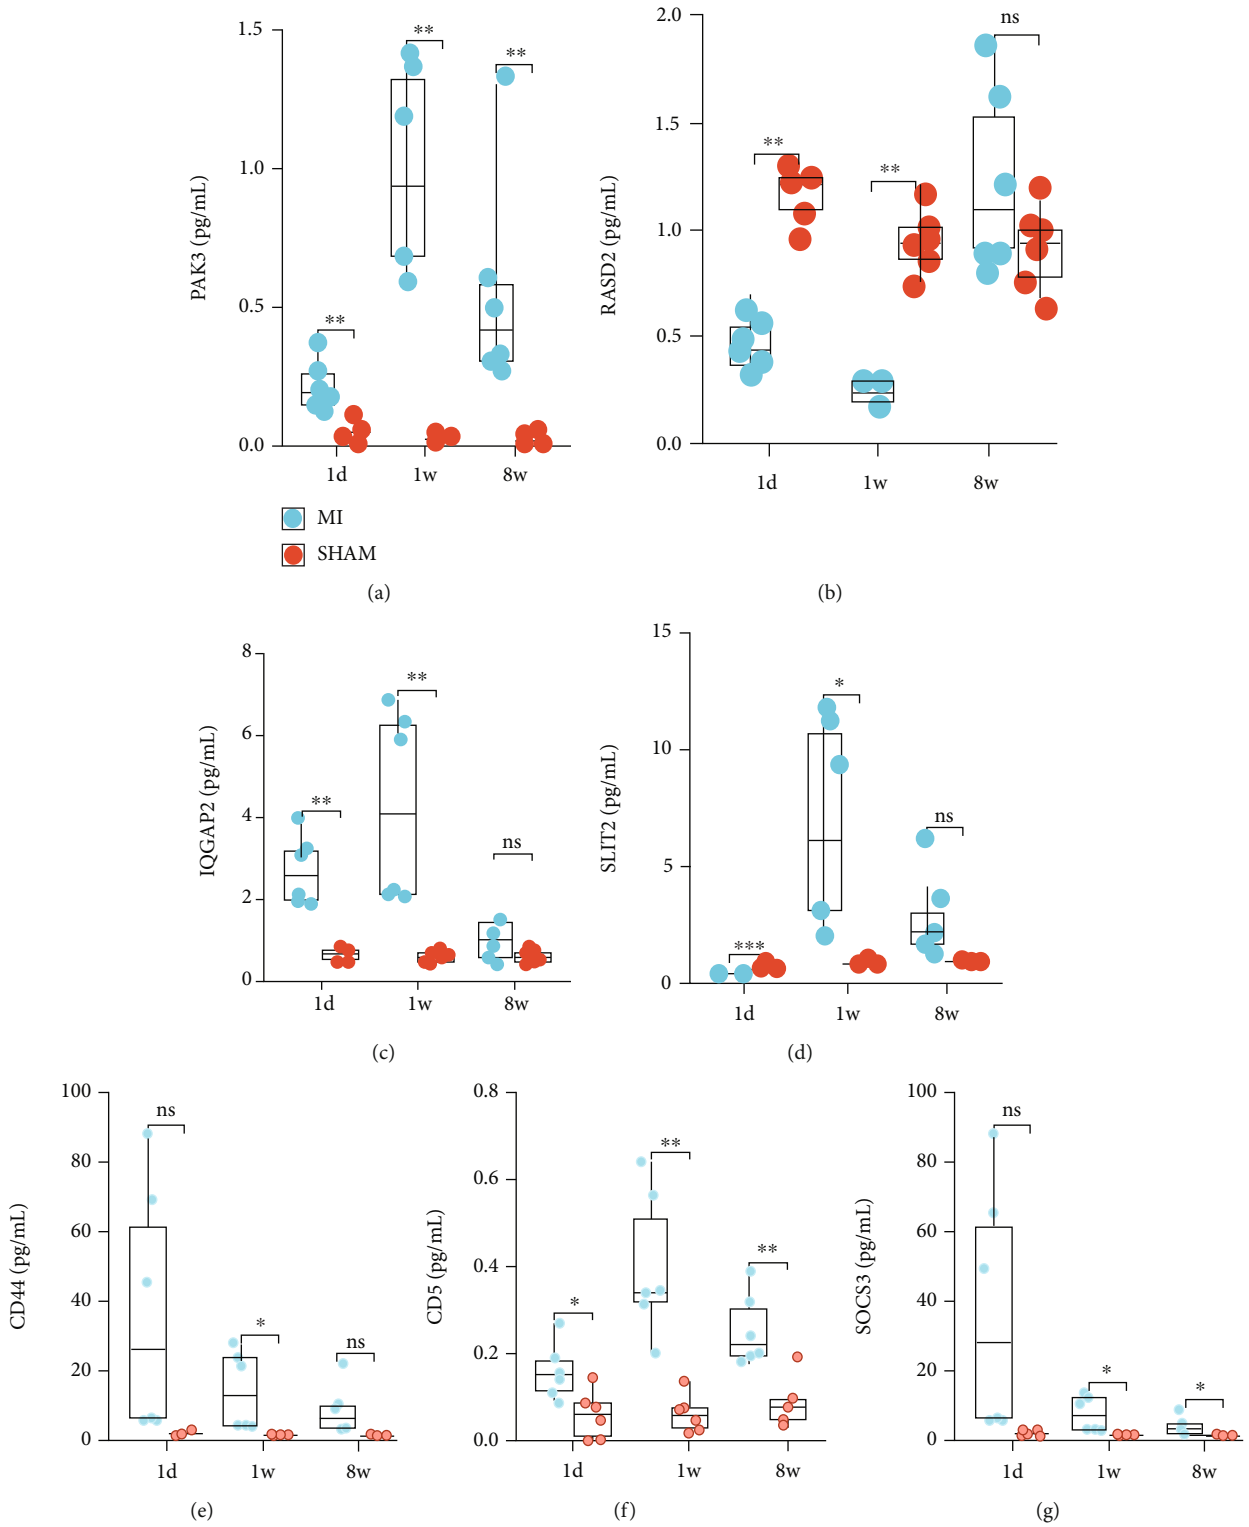 PAK3 (pg/mL)
1.5
1.0
0.5
0.0
**
**
**
1d
1w
8w
MI
SHAM
(a)
RASD2 (pg/mL)
2.0
1.5
1.0
0.5
0.0
**
**
ns
1d
1w
8w
(b)
IQGAP2 (pg/mL)
8
6
4
2
0
**
**
ns
1d
1w
8w
(c)
SLIT2 (pg/mL)
15
10
5
0
***
*
ns
1d
1w
8w
(d)
CD44 (pg/mL)
100
80
60
40
20
0
ns
*
ns
1d
1w
8w
(e)
CD5 (pg/mL)
0.8
0.6
0.4
0.2
0.0
*
**
**
1d
1w
8w
(f)
SOCS3 (pg/mL)
100
80
60
40
20
0
ns
*
*
1d
1w
8w
(g)